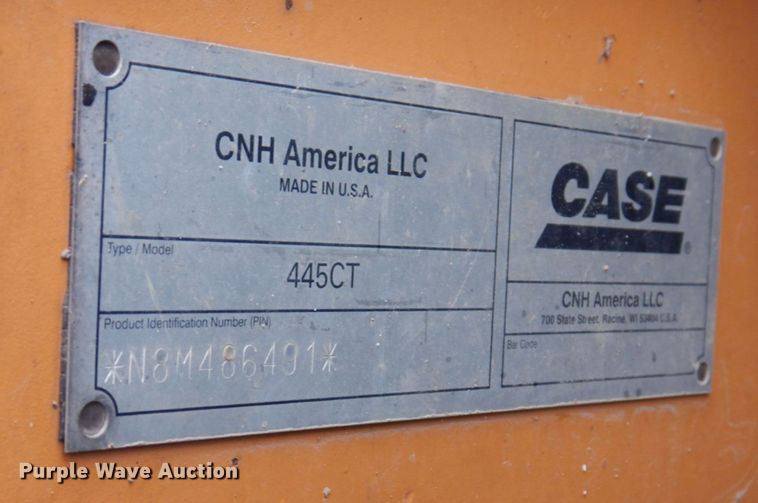 CNH America LLC
MADE IN U.S.A.
Type / Model
445CT
Product Identification Number (PIN)
*N8M486491*
CASE
®
CNH America LLC
700 State Street, Racine, WI 53404 U.S.A.
Bar Code
Purple Wave Auction